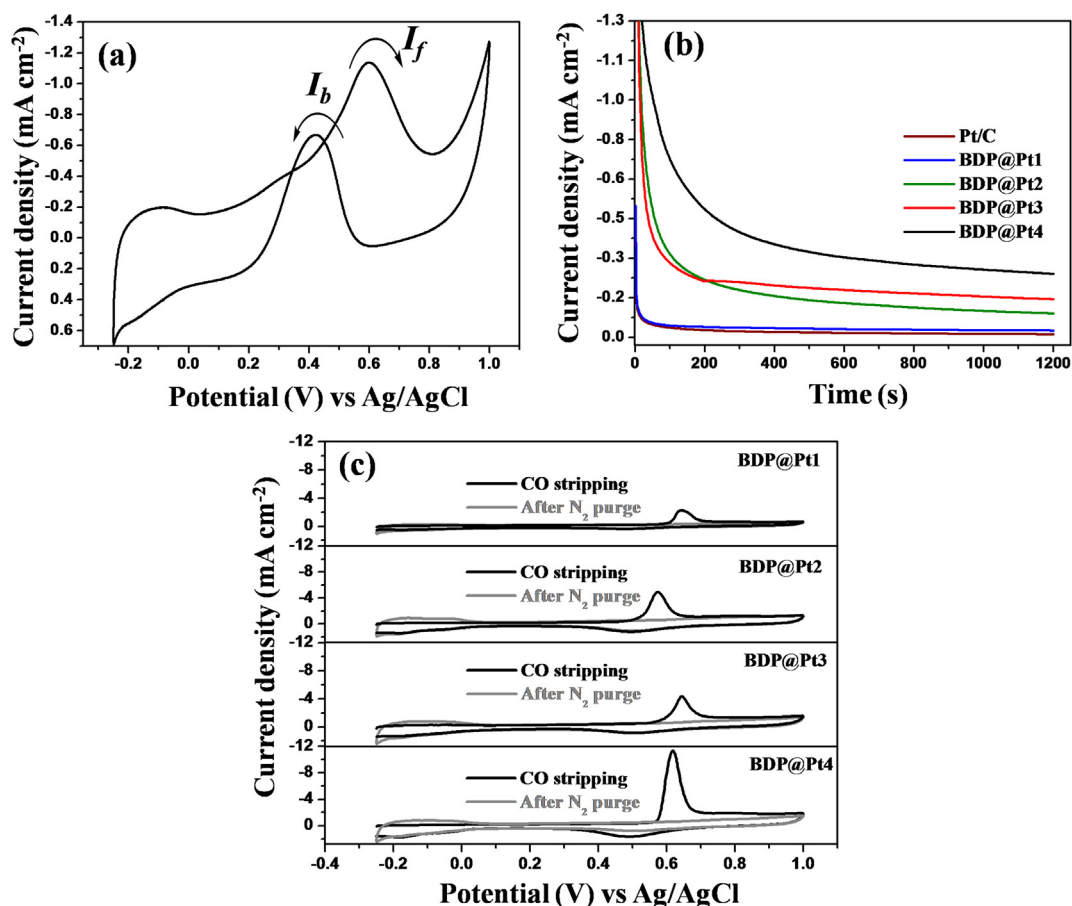 (a)
I_f
I_b
Current density (mA cm⁻²)
-1.4
-1.2
-1.0
-0.8
-0.6
-0.4
-0.2
0.0
0.2
0.4
0.6
-0.2 0.0 0.2 0.4 0.6 0.8 1.0
Potential (V) vs Ag/AgCl
(b)
Current density (mA cm⁻²)
-1.3
-1.1
-1.0
-0.8
-0.6
-0.5
-0.3
-0.2
0.0
Pt/C
BDP@Pt1
BDP@Pt2
BDP@Pt3
BDP@Pt4
0 200 400 600 800 1000 1200
Time (s)
(c)
Current density (mA cm⁻²)
-12
-8
-4
0
BDP@Pt1
CO stripping
After N₂ purge
-12
-8
-4
0
BDP@Pt2
CO stripping
After N₂ purge
-12
-8
-4
0
BDP@Pt3
CO stripping
After N₂ purge
-12
-8
-4
0
BDP@Pt4
CO stripping
After N₂ purge
-0.4 -0.2 0.0 0.2 0.4 0.6 0.8 1.0
Potential (V) vs Ag/AgCl